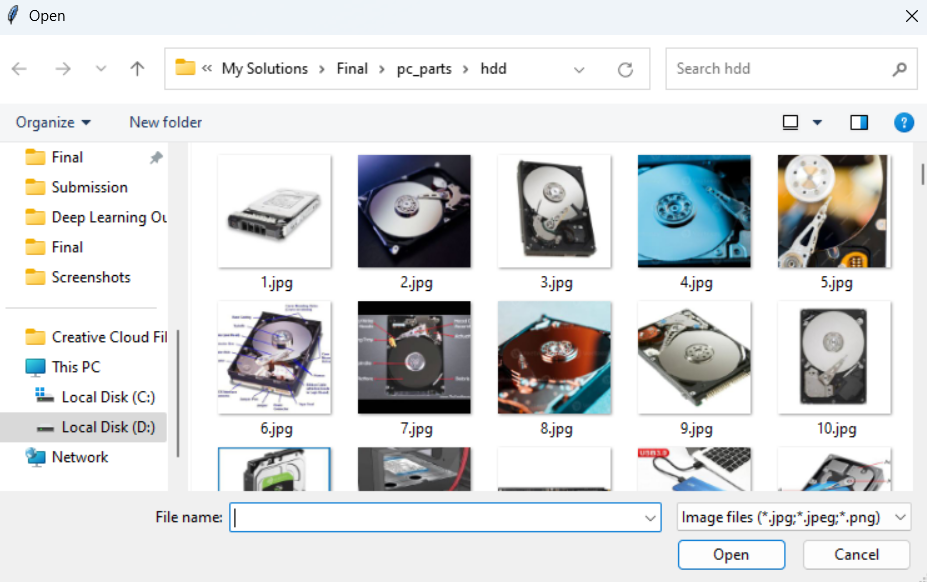 Open
« My Solutions › Final › pc_parts › hdd
Search hdd
Organize
New folder
?
Final
Submission
Deep Learning Ou
Final
Screenshots
Creative Cloud Fil
This PC
Local Disk (C:)
Local Disk (D:)
Network
1.jpg
2.jpg
3.jpg
4.jpg
5.jpg
6.jpg
7.jpg
8.jpg
9.jpg
10.jpg
USB3.0
File name:
Image files (*.jpg;*.jpeg;*.png)
Open
Cancel